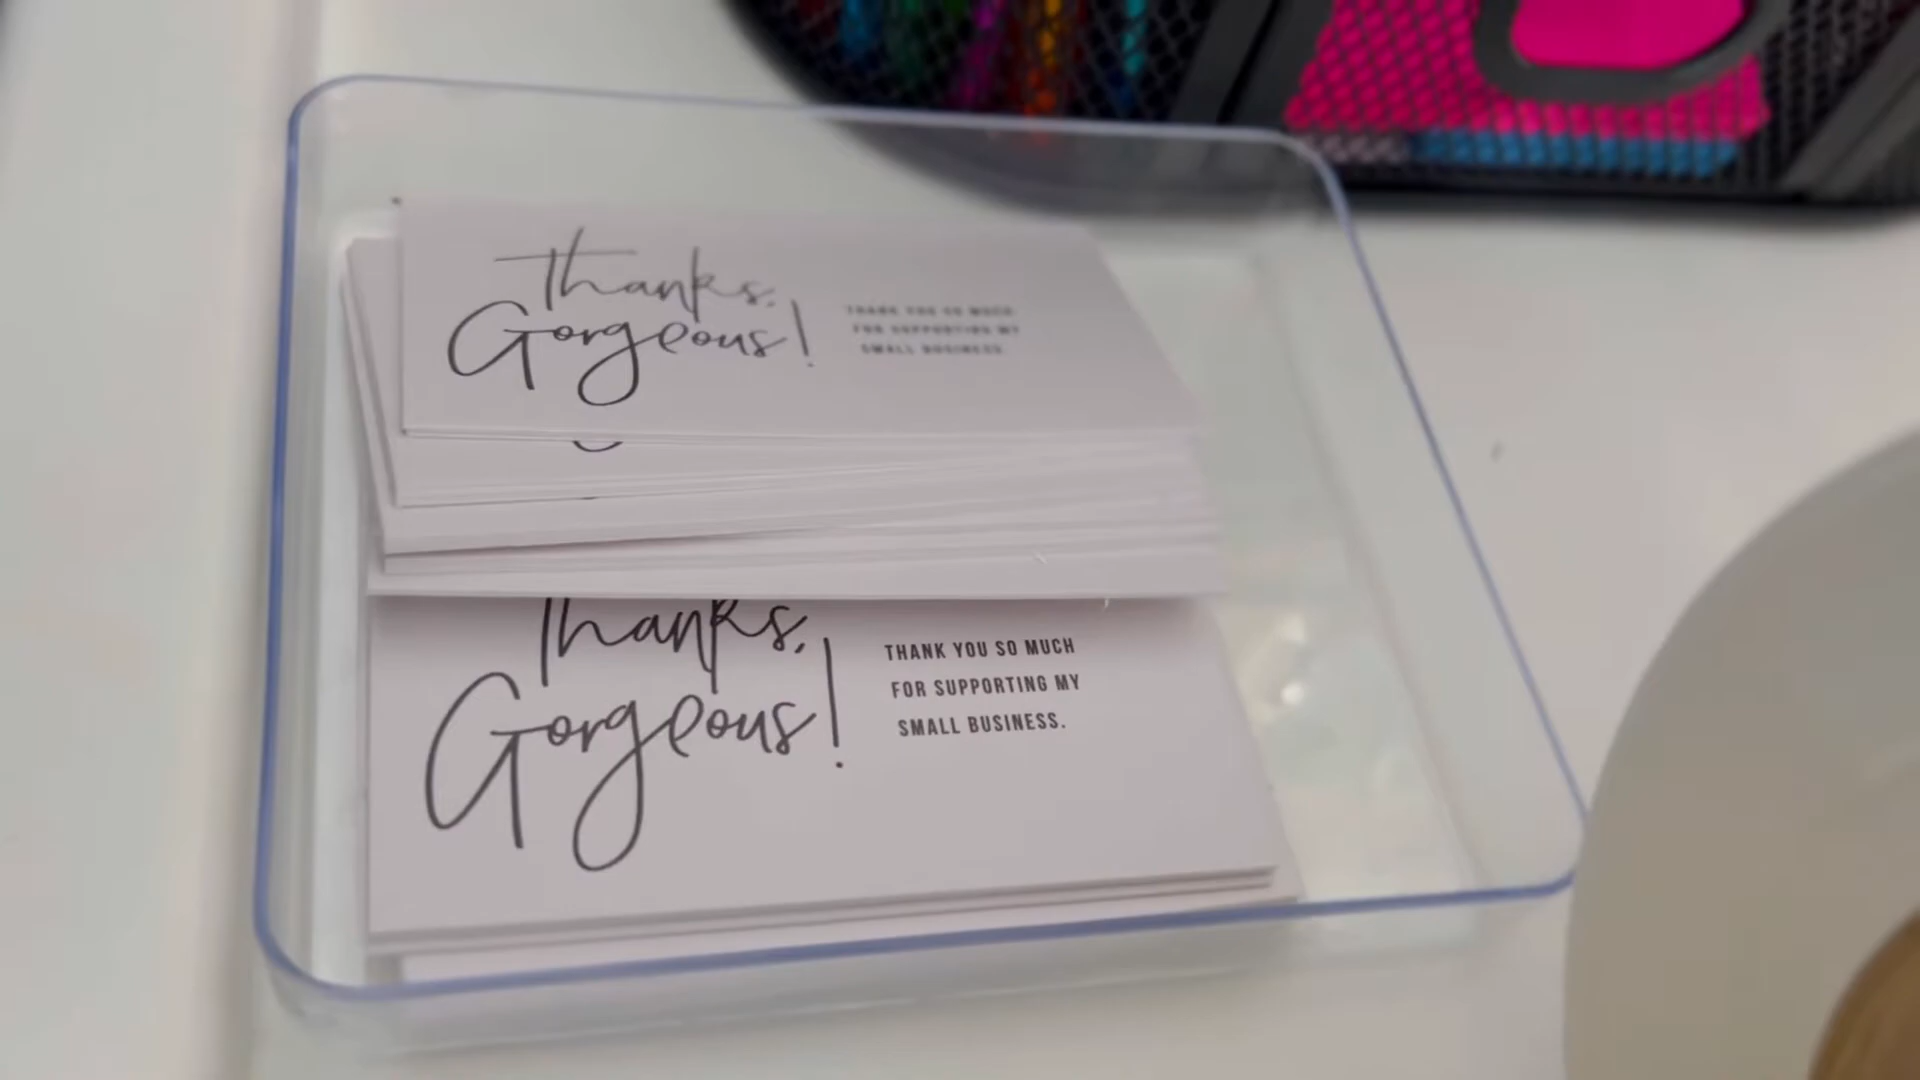 Thanks,
Gorgeous!
THANK YOU SO MUCH
FOR SUPPORTING MY
SMALL BUSINESS.
Thanks,
Gorgeous!
THANK YOU SO MUCH
FOR SUPPORTING MY
SMALL BUSINESS.